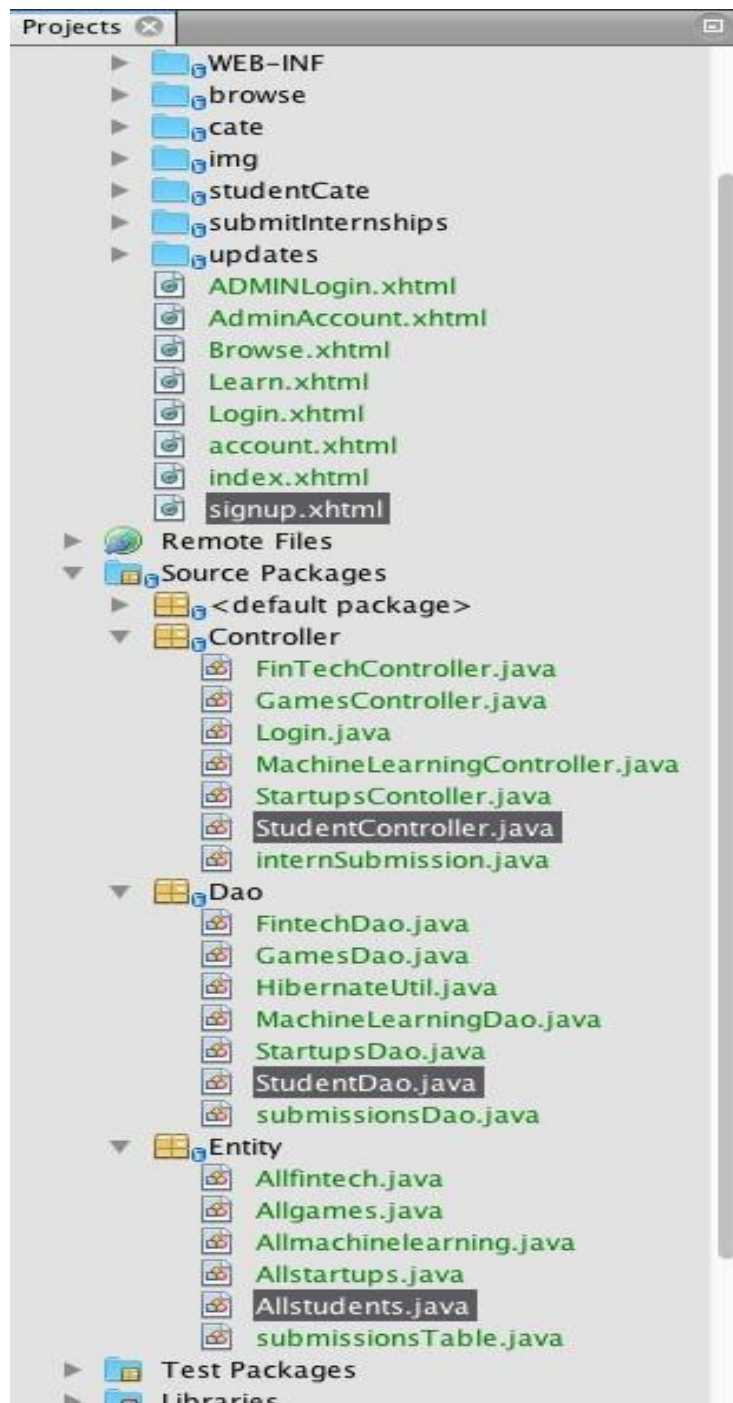 Projects
WEB-INF
browse
cate
img
studentCate
submitInternships
updates
ADMINLogin.xhtml
AdminAccount.xhtml
Browse.xhtml
Learn.xhtml
Login.xhtml
account.xhtml
index.xhtml
signup.xhtml
Remote Files
Source Packages
<default package>
Controller
FinTechController.java
GamesController.java
Login.java
MachineLearningController.java
StartupsContoller.java
StudentController.java
internSubmission.java
Dao
FintechDao.java
GamesDao.java
HibernateUtil.java
MachineLearningDao.java
StartupsDao.java
StudentDao.java
submissionsDao.java
Entity
Allfintech.java
Allgames.java
Allmachinelearning.java
Allstartups.java
Allstudents.java
submissionsTable.java
Test Packages
Libraries